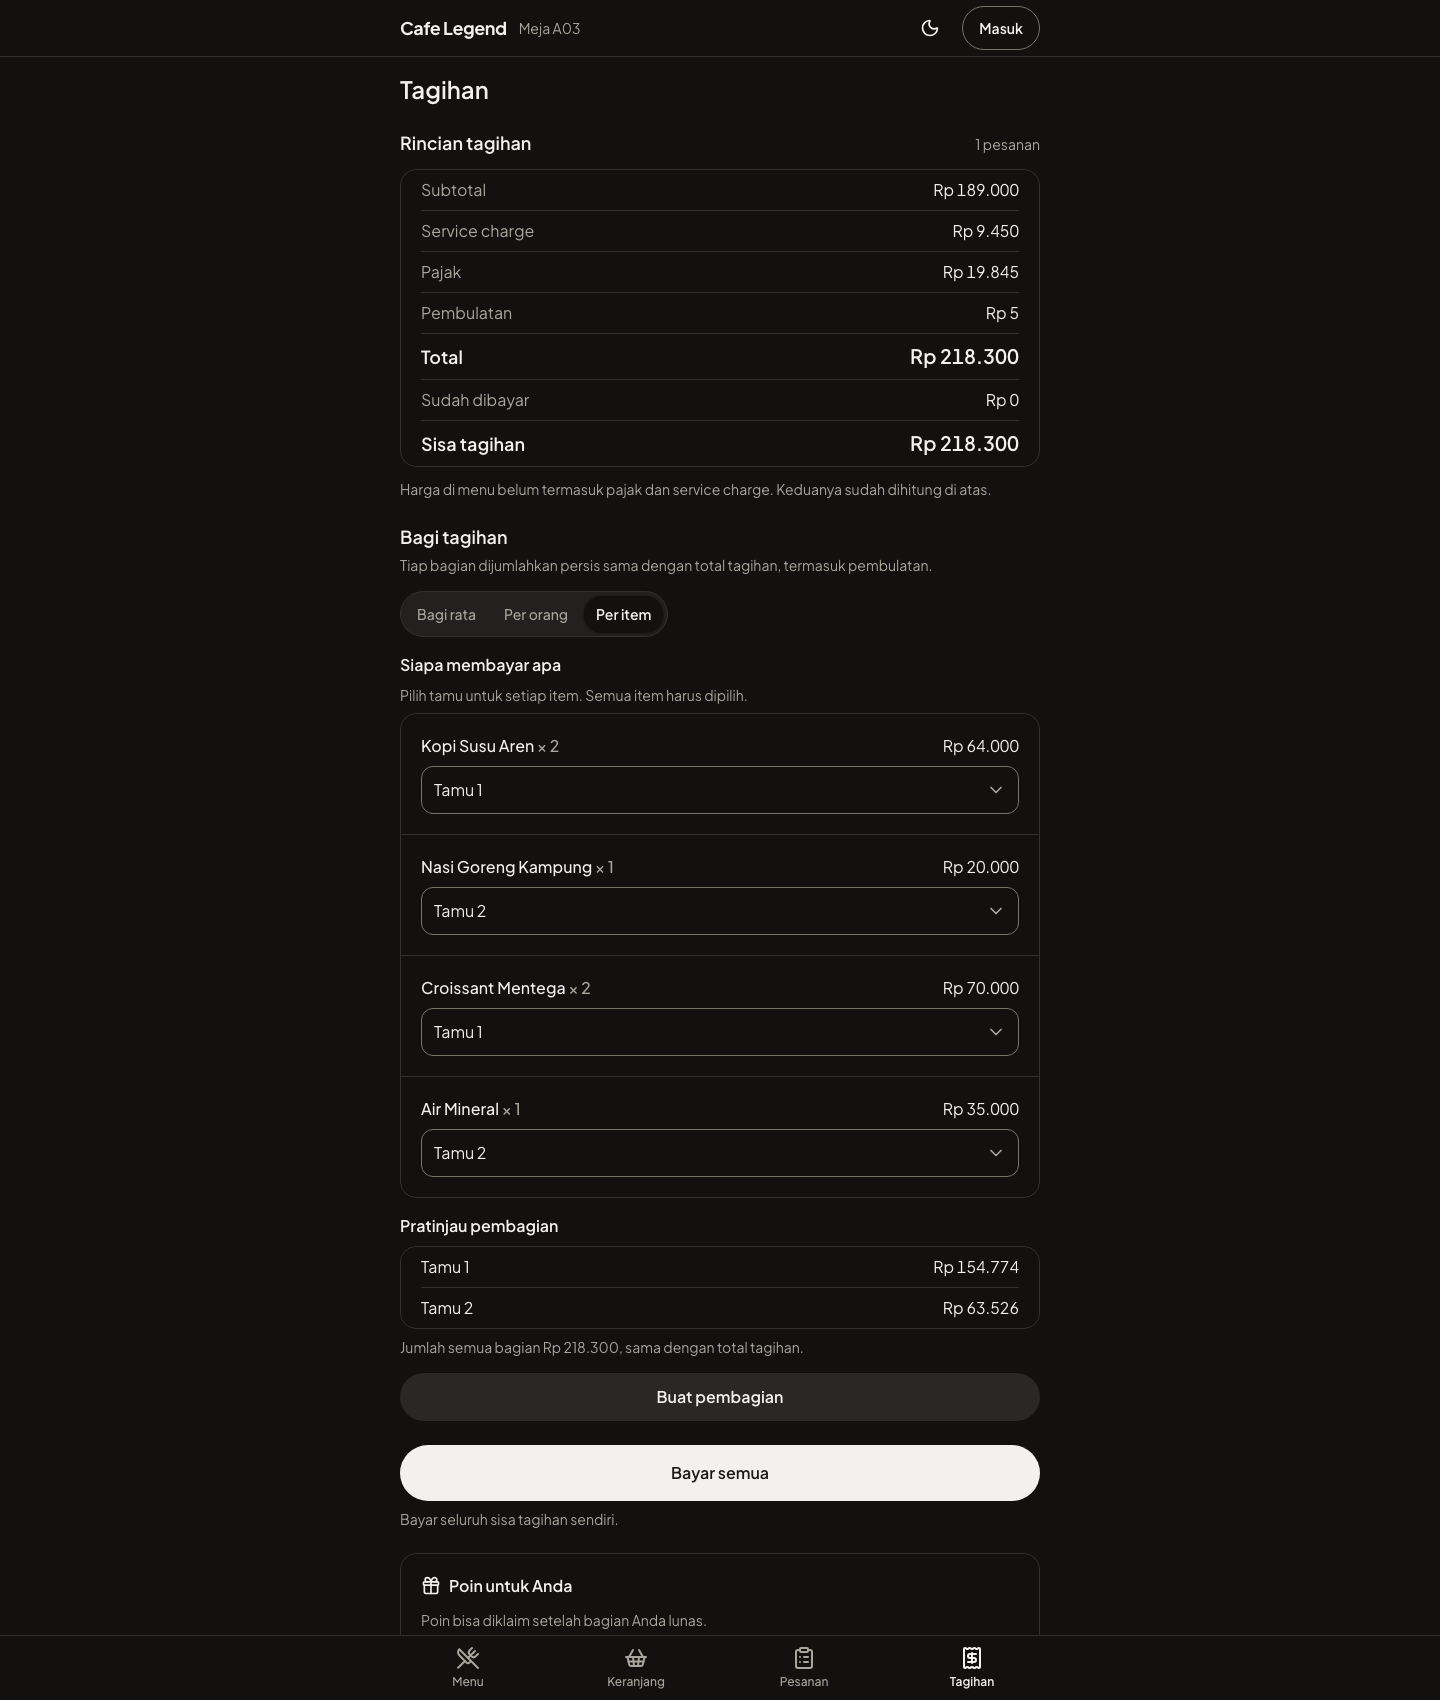 Cafe Legend Meja A03 Masuk
Tagihan
Rincian tagihan 1 pesanan
Subtotal Rp 189.000
Service charge Rp 9.450
Pajak Rp 19.845
Pembulatan Rp 5
Total Rp 218.300
Sudah dibayar Rp 0
Sisa tagihan Rp 218.300
Harga di menu belum termasuk pajak dan service charge. Keduanya sudah dihitung di atas.
Bagi tagihan
Tiap bagian dijumlahkan persis sama dengan total tagihan, termasuk pembulatan.
Bagi rata Per orang Per item
Siapa membayar apa
Pilih tamu untuk setiap item. Semua item harus dipilih.
Kopi Susu Aren × 2 Rp 64.000
Tamu 1
Nasi Goreng Kampung × 1 Rp 20.000
Tamu 2
Croissant Mentega × 2 Rp 70.000
Tamu 1
Air Mineral × 1 Rp 35.000
Tamu 2
Pratinjau pembagian
Tamu 1 Rp 154.774
Tamu 2 Rp 63.526
Jumlah semua bagian Rp 218.300, sama dengan total tagihan.
Buat pembagian
Bayar semua
Bayar seluruh sisa tagihan sendiri.
Poin untuk Anda
Poin bisa diklaim setelah bagian Anda lunas.
Menu Keranjang Pesanan Tagihan